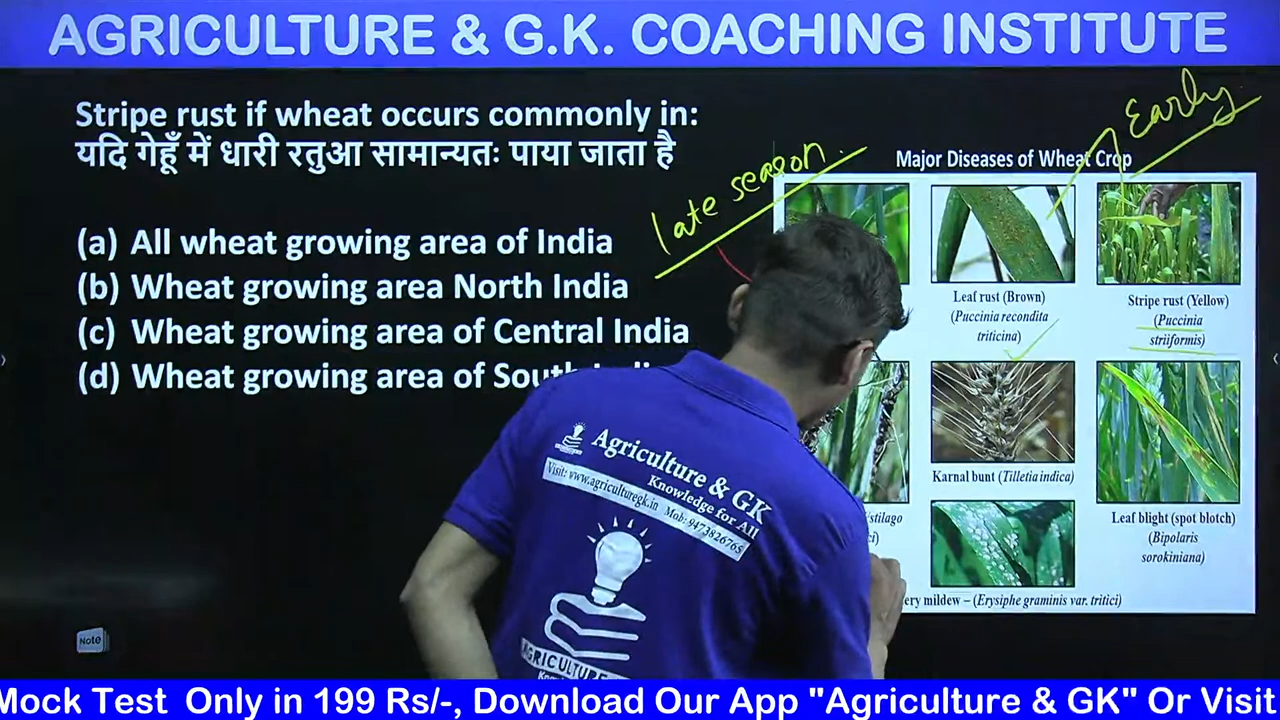 AGRICULTURE & G.K. COACHING INSTITUTE
Stripe rust if wheat occurs commonly in:
यदि गेहूँ में धारी रतुआ सामान्यतः पाया जाता है
(a) All wheat growing area of India
(b) Wheat growing area North India
(c) Wheat growing area of Central India
(d) Wheat growing area of South
late season
Early
Major Diseases of Wheat Crop
Leaf rust (Brown)
(Puccinia recondita
triticina)
Stripe rust (Yellow)
(Puccinia
striiformis)
Karnal bunt (Tilletia indica)
Leaf blight (spot blotch)
(Bipolaris
sorokiniana)
mildew – (Erysiphe graminis var. tritici)
Agriculture & GK
Knowledge for All
Visit: www.agriculturegk.in Mob: 9473826765
AGRICULTURE
Note
Mock Test Only in 199 Rs/-, Download Our App "Agriculture & GK" Or Visit